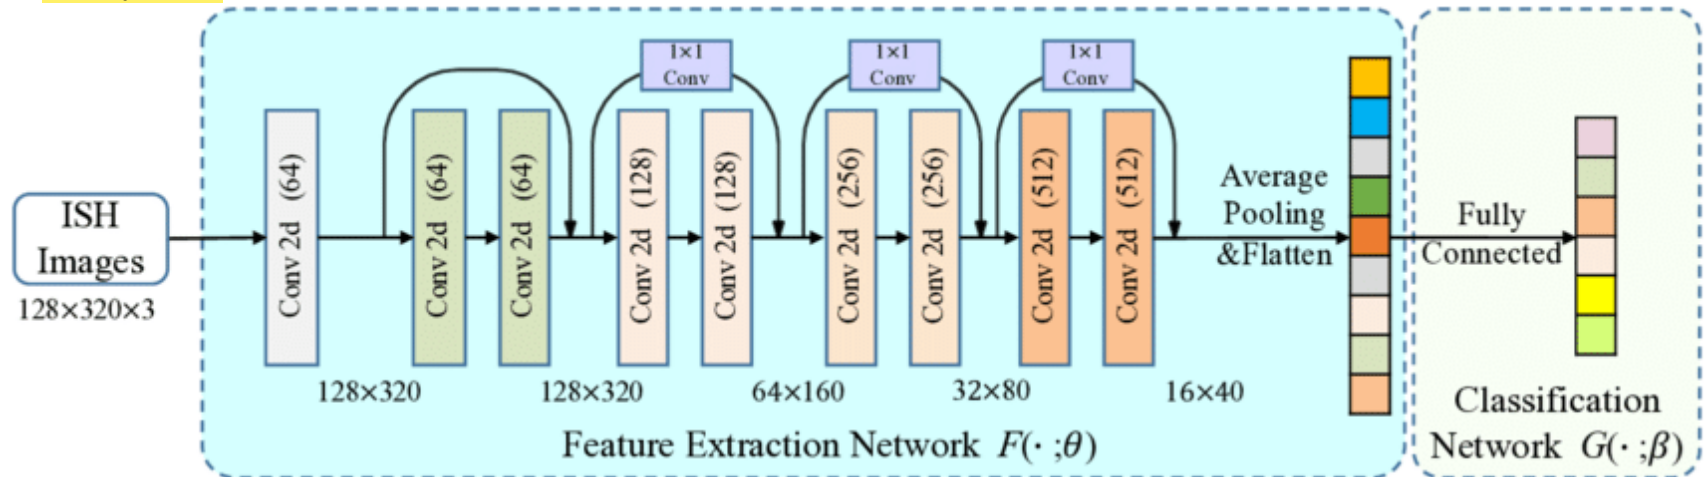 ISH
Images
128×320×3
Conv 2d (64)
128×320
Conv 2d (64)
Conv 2d (64)
128×320
1×1
Conv
Conv 2d (128)
Conv 2d (128)
64×160
1×1
Conv
Conv 2d (256)
Conv 2d (256)
32×80
1×1
Conv
Conv 2d (512)
Conv 2d (512)
16×40
Average
Pooling
&Flatten
Feature Extraction Network F(· ;θ)
Fully
Connected
Classification
Network G(· ;β)